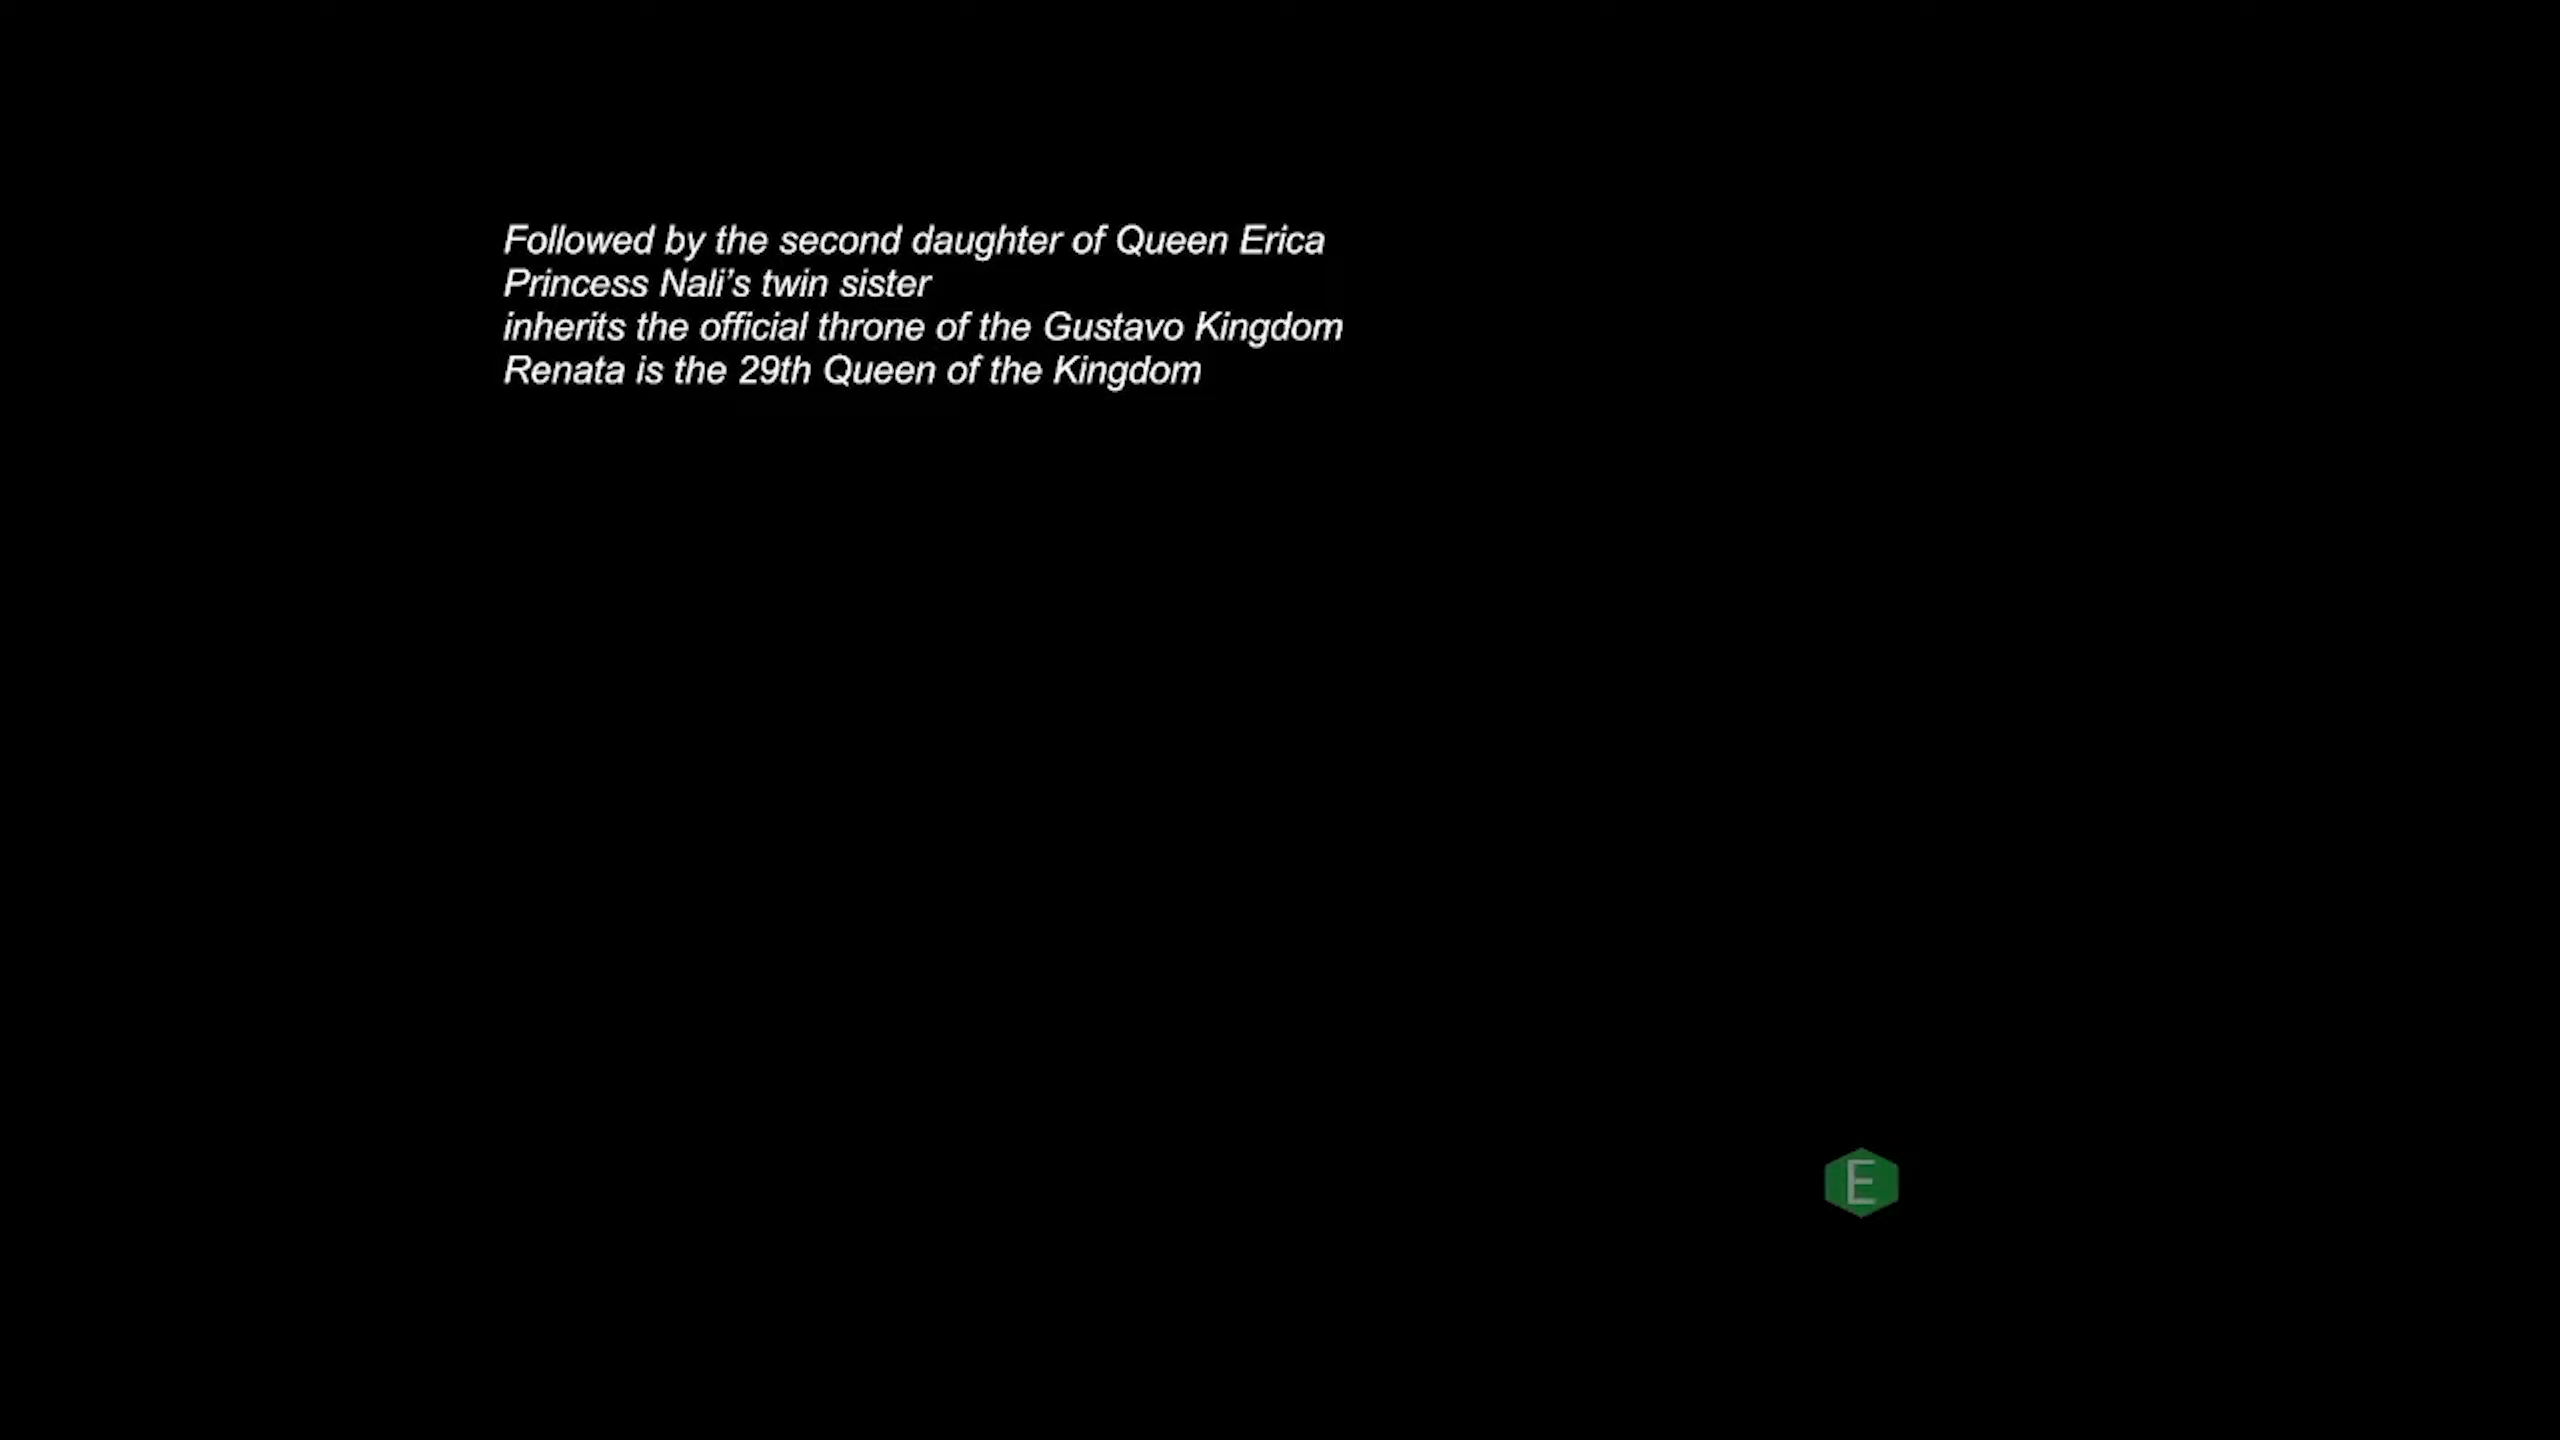 Followed by the second daughter of Queen Erica
Princess Nali’s twin sister
inherits the official throne of the Gustavo Kingdom
Renata is the 29th Queen of the Kingdom
E